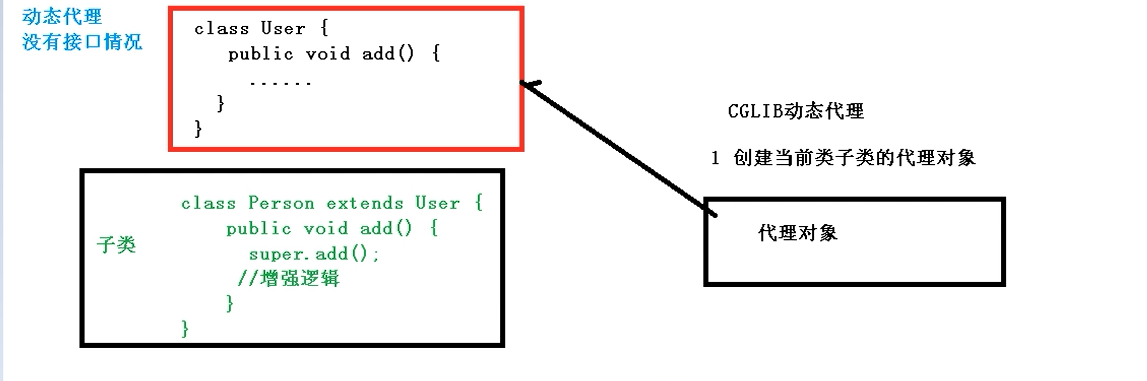 动态代理
没有接口情况
class User {
public void add() {
......
}
}
CGLIB动态代理
1 创建当前类子类的代理对象
代理对象
子类
class Person extends User {
public void add() {
super.add();
//增强逻辑
}
}